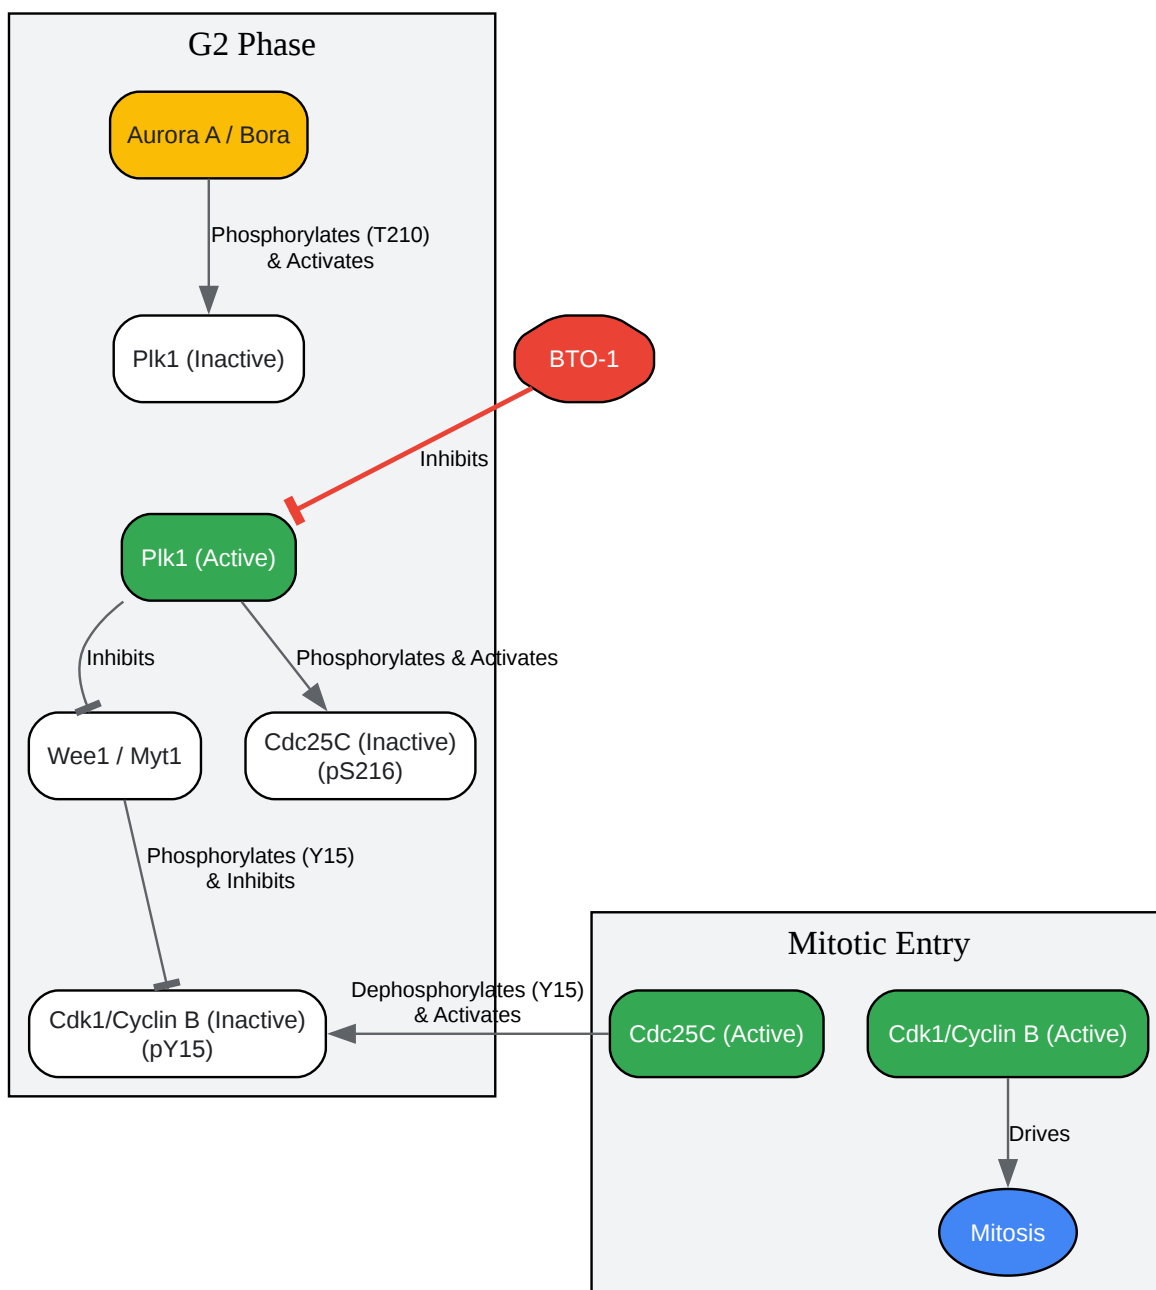 G2 Phase
Aurora A / Bora
Phosphorylates (T210)
& Activates
Plk1 (Inactive)
BTO-1
Inhibits
Plk1 (Active)
Inhibits
Phosphorylates & Activates
Wee1 / Myt1
Cdc25C (Inactive)
(pS216)
Phosphorylates (Y15)
& Inhibits
Mitotic Entry
Dephosphorylates (Y15)
& Activates
Cdk1/Cyclin B (Inactive)
(pY15)
Cdc25C (Active)
Cdk1/Cyclin B (Active)
Drives
Mitosis